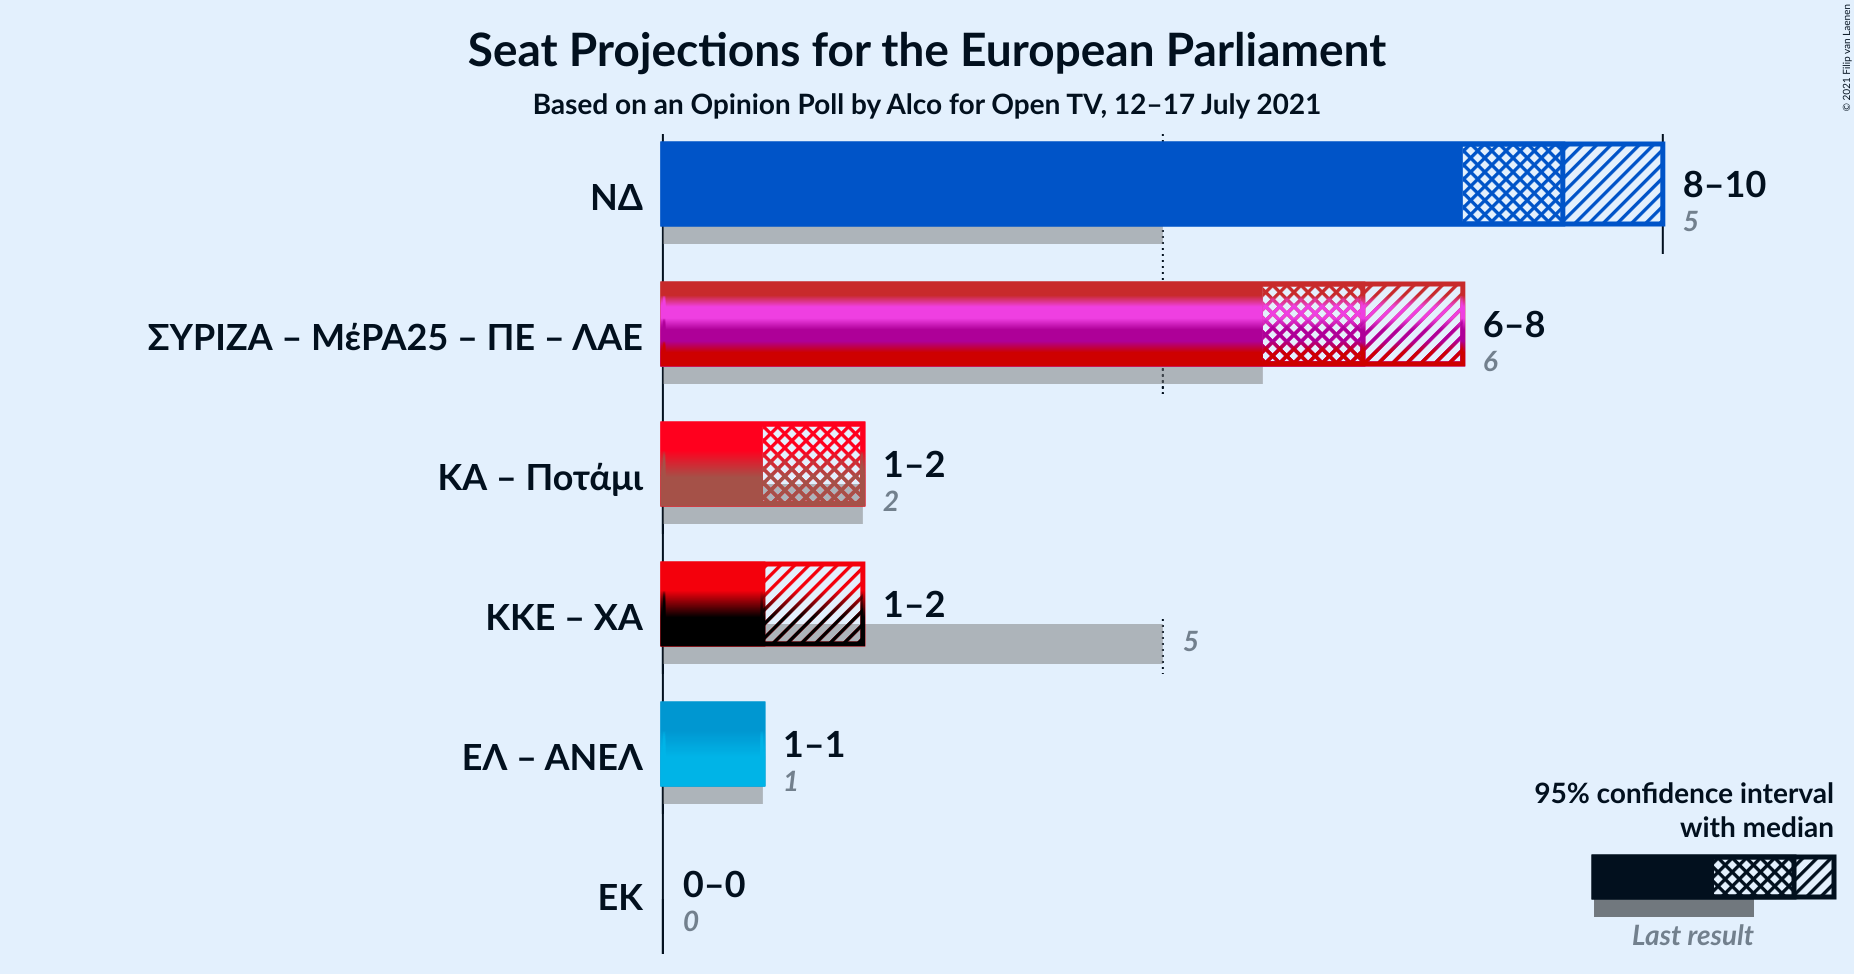 Seat Projections for the European Parliament
Based on an Opinion Poll by Alco for Open TV, 12–17 July 2021
© 2021 Filip van Laenen
ΝΔ
8–10
5
ΣΥΡΙΖΑ – ΜέΡΑ25 – ΠΕ – ΛΑΕ
6–8
6
ΚΑ – Ποτάμι
1–2
2
ΚΚΕ – ΧΑ
1–2
5
ΕΛ – ΑΝΕΛ
1–1
1
ΕΚ
0–0
0
95% confidence interval
with median
Last result